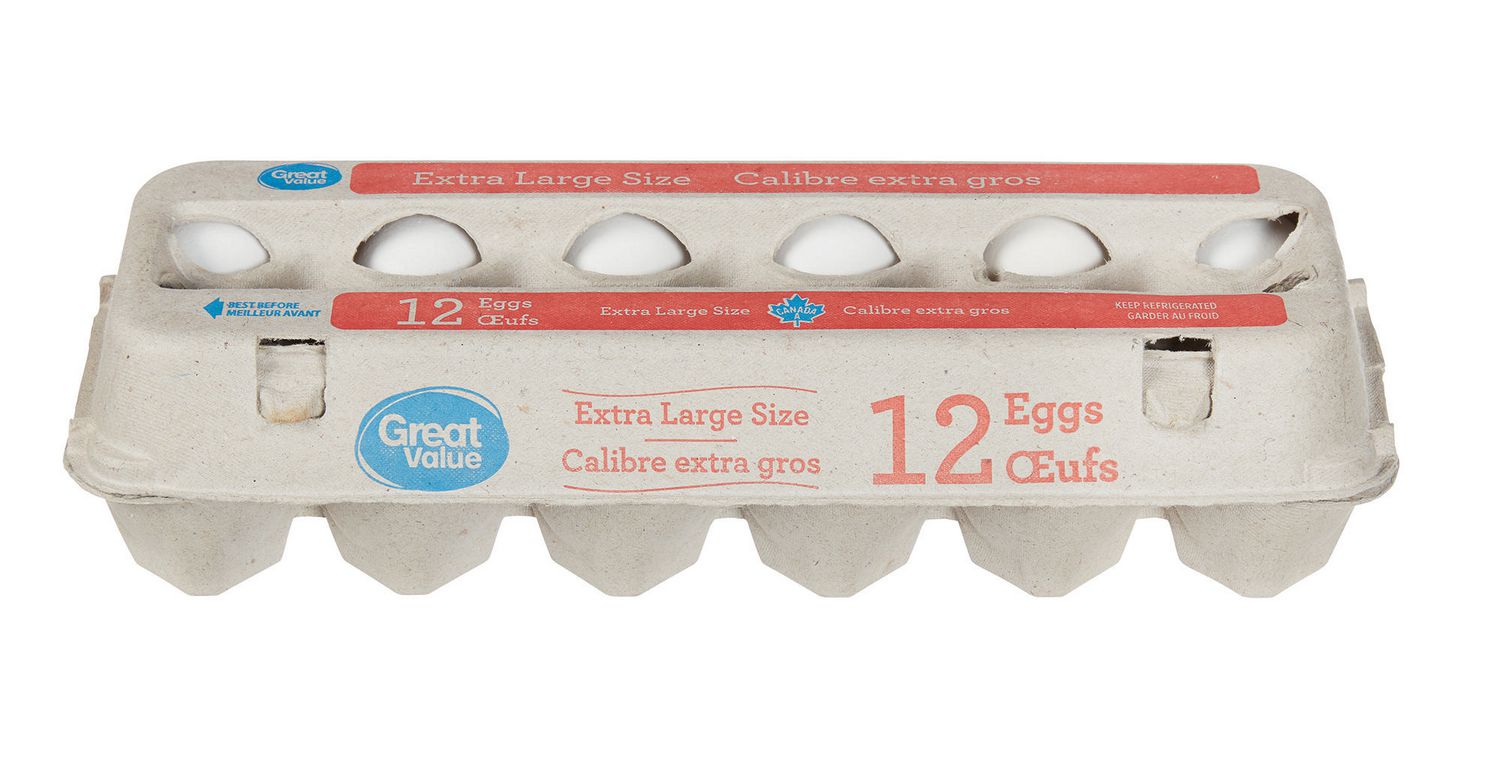 Great Value
Extra Large Size Calibre extra gros
BEST BEFORE
MEILLEUR AVANT
12 Eggs
Œufs
Extra Large Size
CANADA
A
Calibre extra gros
KEEP REFRIGERATED
GARDER AU FROID
Great
Value
Extra Large Size
Calibre extra gros
12 Eggs
Œufs